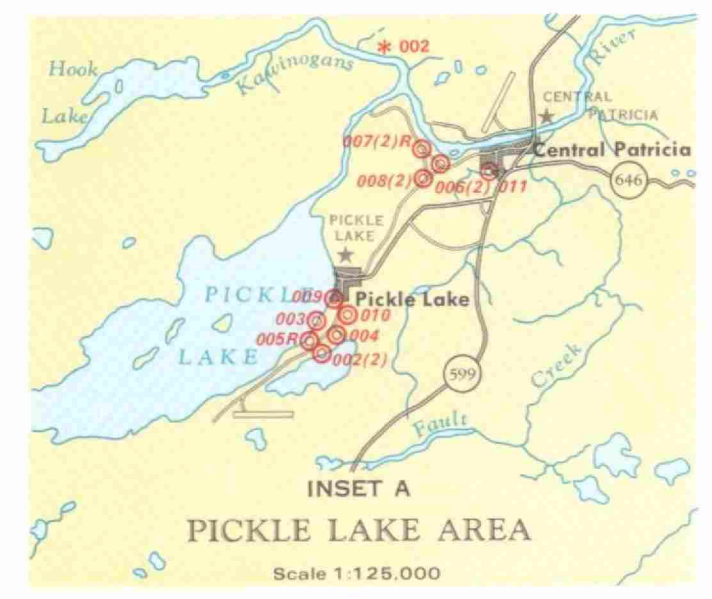 Hook
Lake
Kawinogans
River
* 002
CENTRAL
PATRICIA
Central Patricia
646
007(2)R
008(2)
006(2)
011
PICKLE
LAKE
PICKLE
LAKE
009
Pickle Lake
003
010
005R
004
002(2)
599
Creek
Fault
INSET A
PICKLE LAKE AREA
Scale 1:125,000